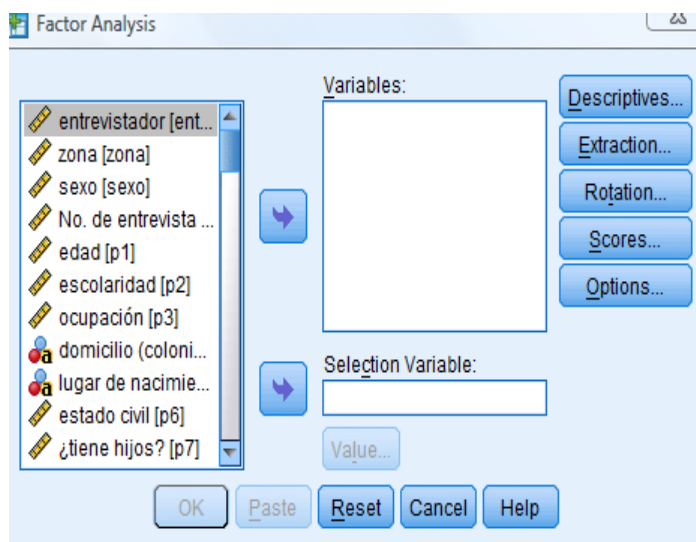 Factor Analysis
Variables:
entrevistador [ent...
zona [zona]
sexo [sexo]
No. de entrevista ...
edad [p1]
escolaridad [p2]
ocupación [p3]
domicilio (coloni...
lugar de nacimie...
estado civil [p6]
¿tiene hijos? [p7]
Descriptives...
Extraction...
Rotation...
Scores...
Options...
Selection Variable:
Value...
OK Paste Reset Cancel Help